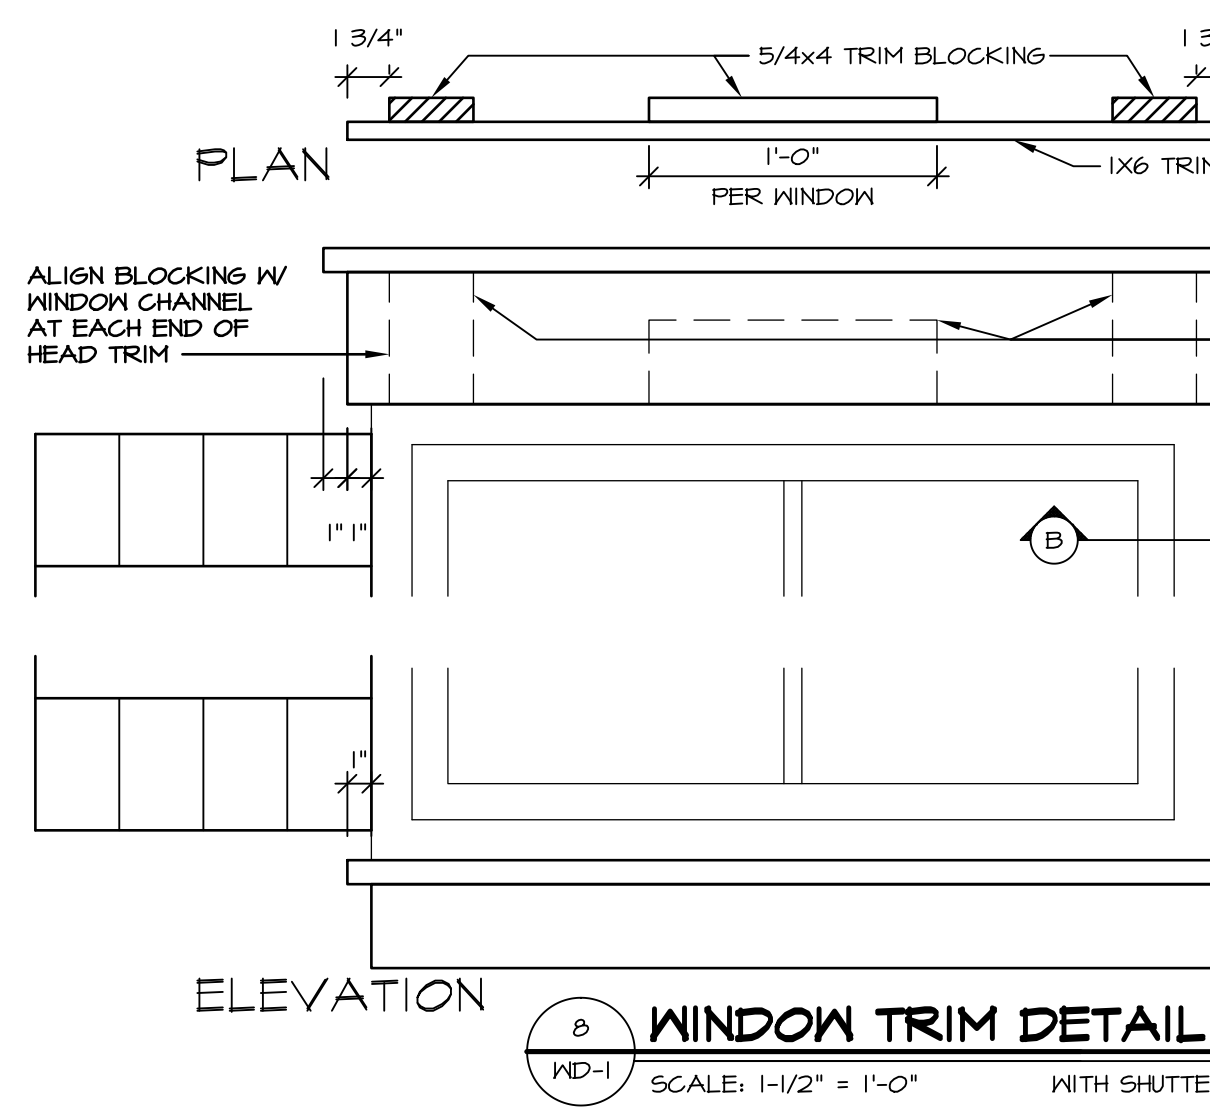 1 3/4"
5/4x4 TRIM BLOCKING
1'-0"
1X6
PLAN
PER WINDOW
ALIGN BLOCKING W/
WINDOW CHANNEL
AT EACH END OF
HEAD TRIM
1" 1"
B
1"
ELEVATION
8
WINDOW TRIM DETAIL
WD-1
SCALE: 1-1/2" = 1'-0"
WITH